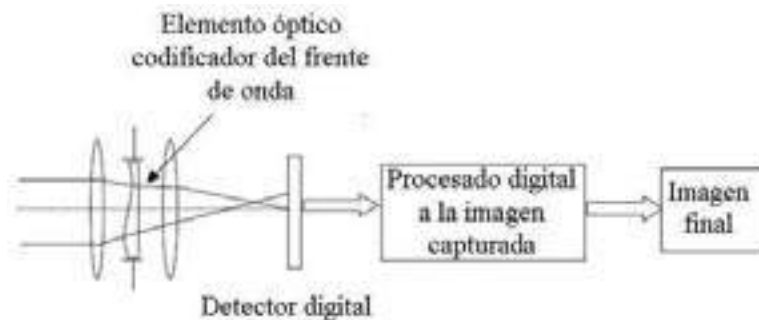 Elemento óptico
codificador del frente
de onda
Procesado digital
a la imagen
capturada
Imagen
final
Detector digital